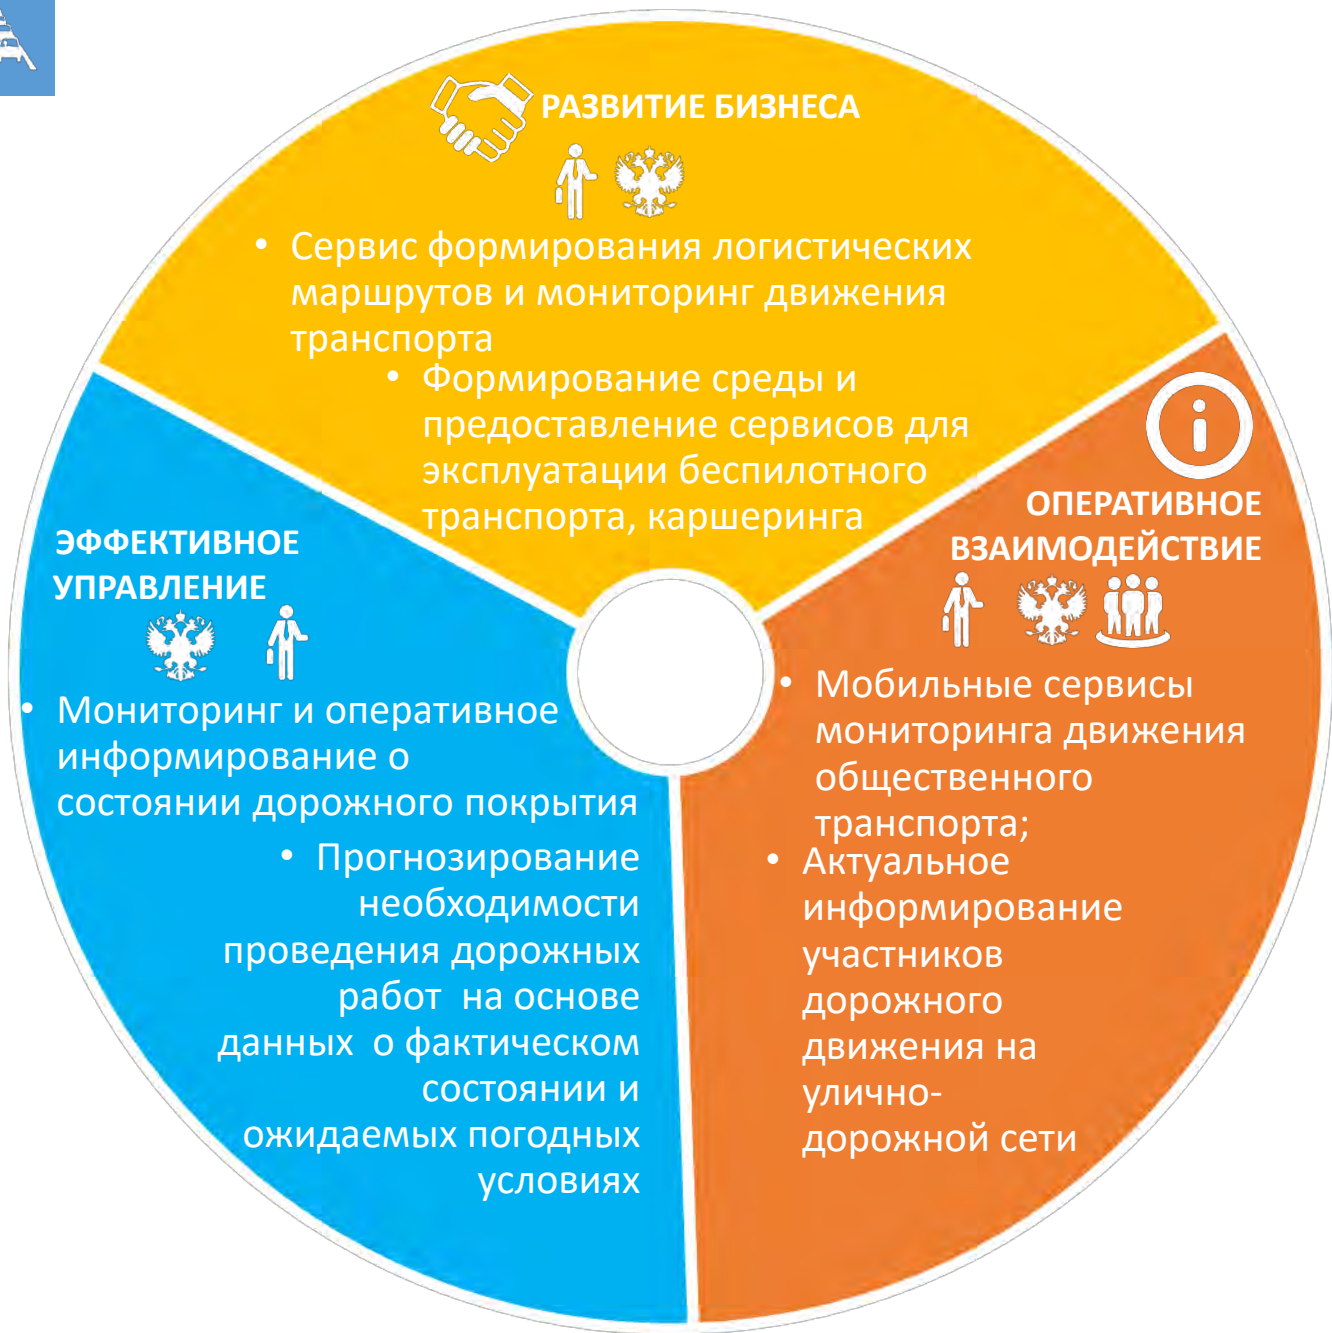 РАЗВИТИЕ БИЗНЕСА
• Сервис формирования логистических
маршрутов и мониторинг движения
транспорта
• Формирование среды и
предоставление сервисов для
эксплуатации беспилотного
транспорта, каршеринга
ЭФФЕКТИВНОЕ
УПРАВЛЕНИЕ
• Мониторинг и оперативное
информирование о
состоянии дорожного покрытия
• Прогнозирование
необходимости
проведения дорожных
работ на основе
данных о фактическом
состоянии и
ожидаемых погодных
условиях
ОПЕРАТИВНОЕ
ВЗАИМОДЕЙСТВИЕ
• Мобильные сервисы
мониторинга движения
общественного
транспорта;
• Актуальное
информирование
участников
дорожного
движения на
улично-
дорожной сети